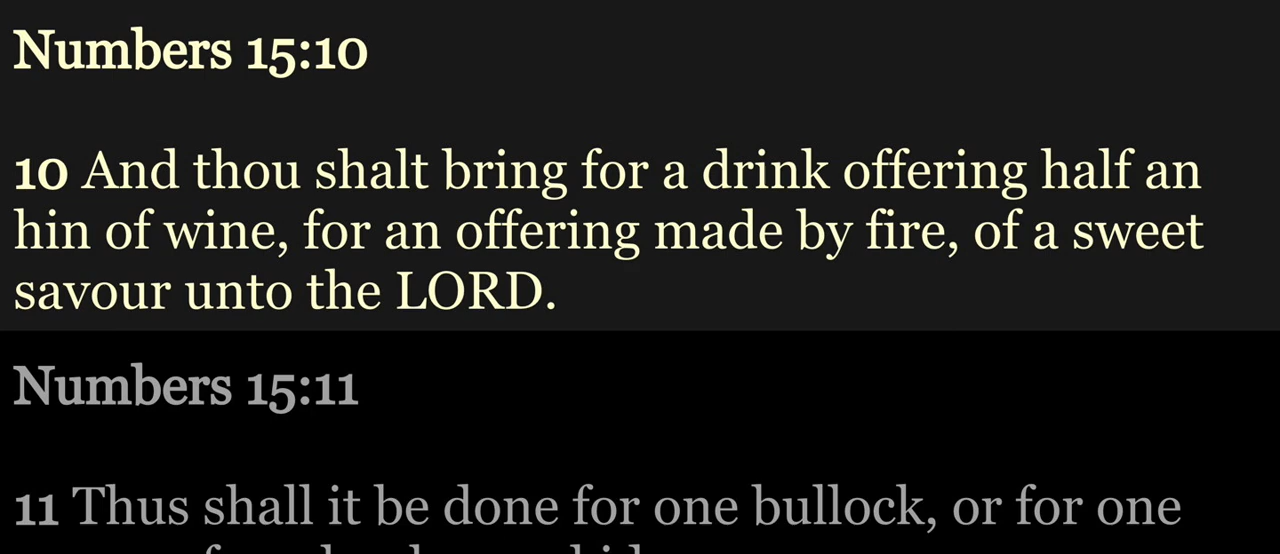 Numbers 15:10
10 And thou shalt bring for a drink offering half an
hin of wine, for an offering made by fire, of a sweet
savour unto the LORD.
Numbers 15:11
11 Thus shall it be done for one bullock, or for one